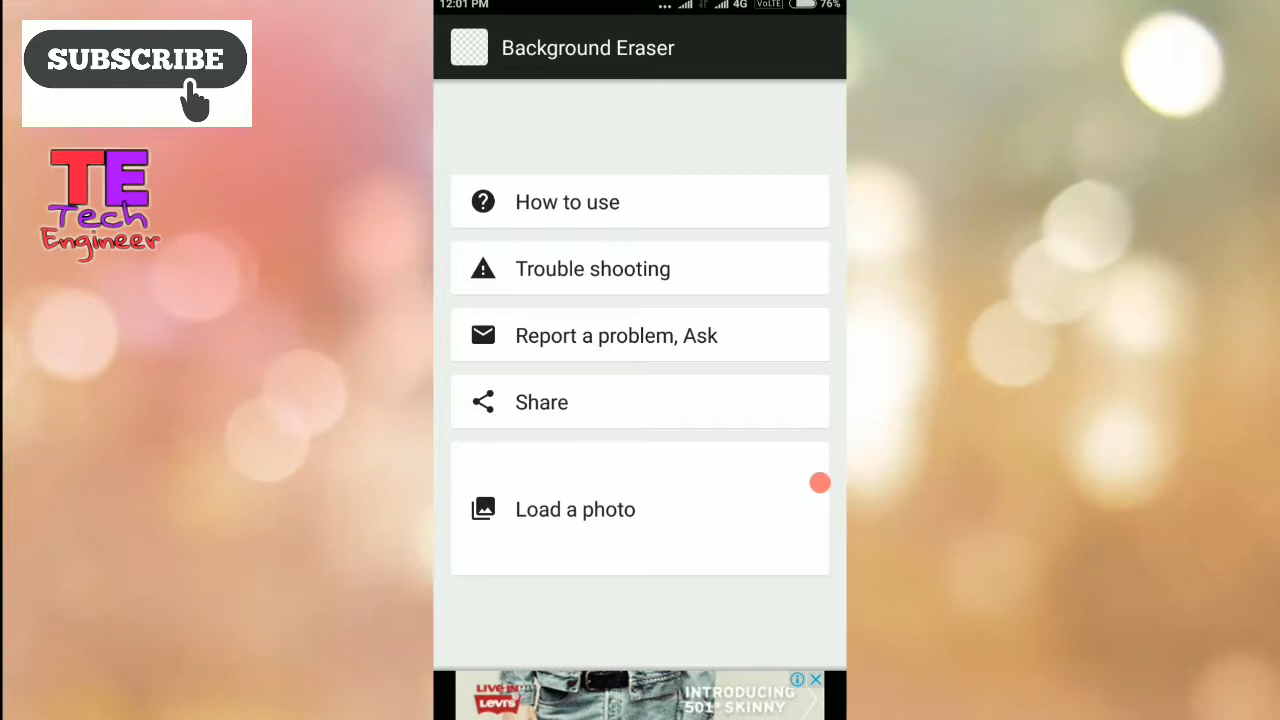 SUBSCRIBE
TE
Tech
Engineer
12:01 PM
4G VoLTE 76%
Background Eraser
How to use
Trouble shooting
Report a problem, Ask
Share
Load a photo
LIVE IN
LEVI'S
INTRODUCING
501® SKINNY